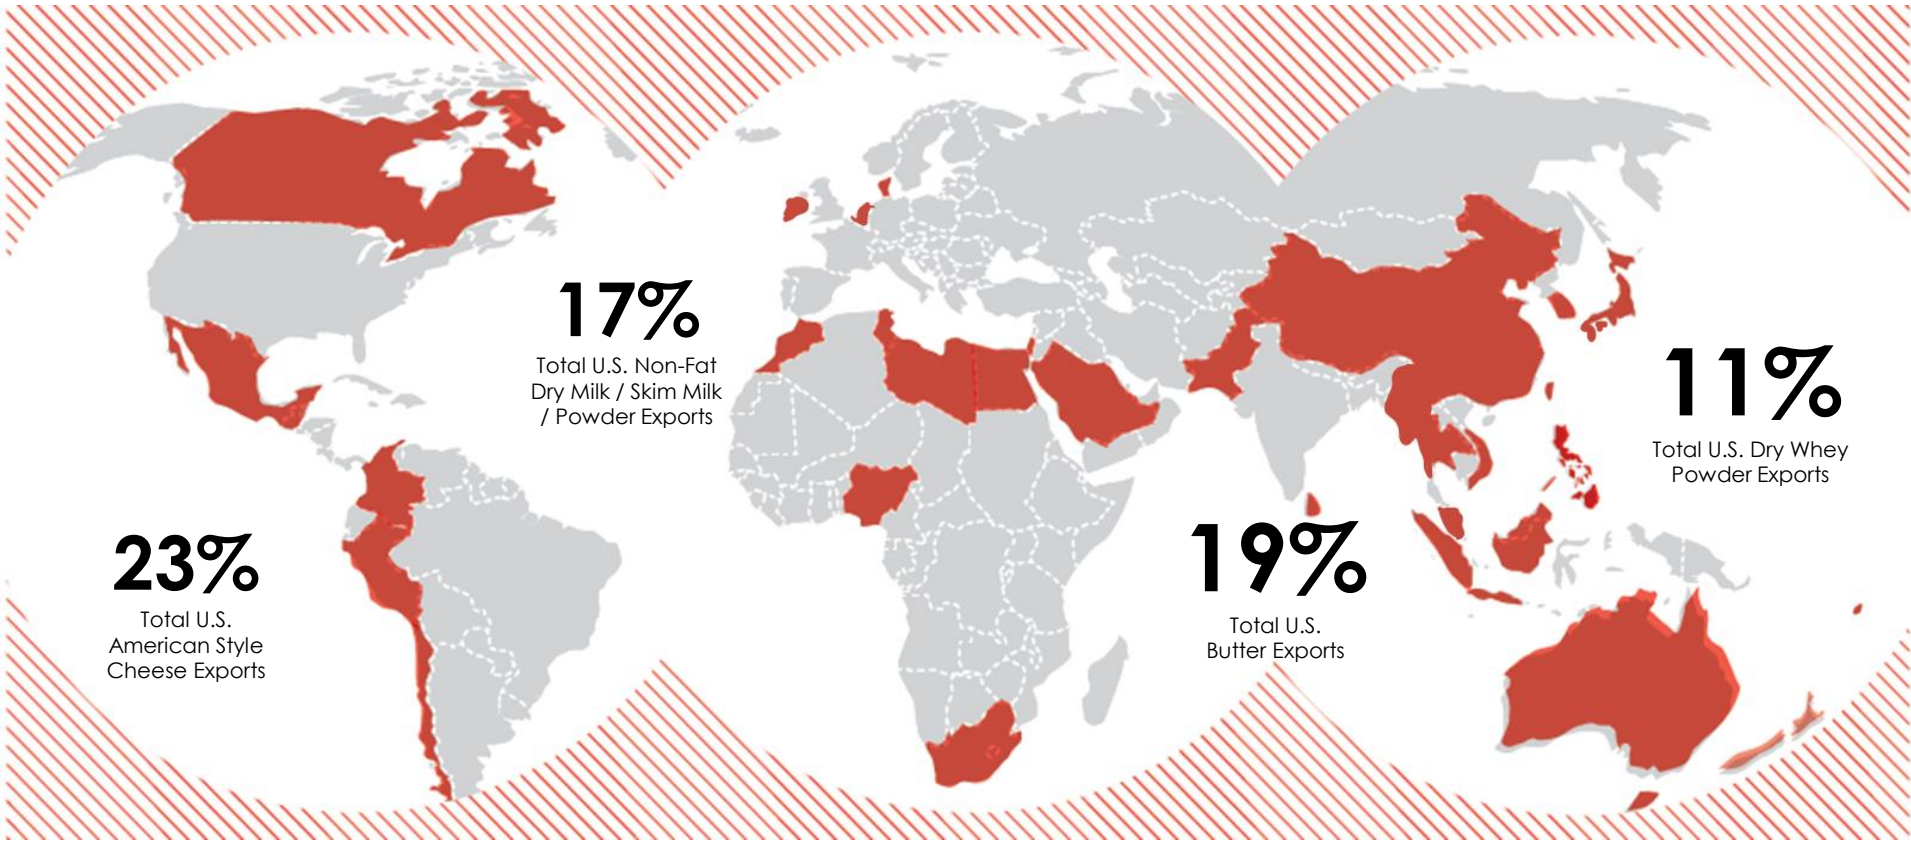 17%
Total U.S. Non-Fat
Dry Milk / Skim Milk
/ Powder Exports
11%
Total U.S. Dry Whey
Powder Exports
23%
Total U.S.
American Style
Cheese Exports
19%
Total U.S.
Butter Exports